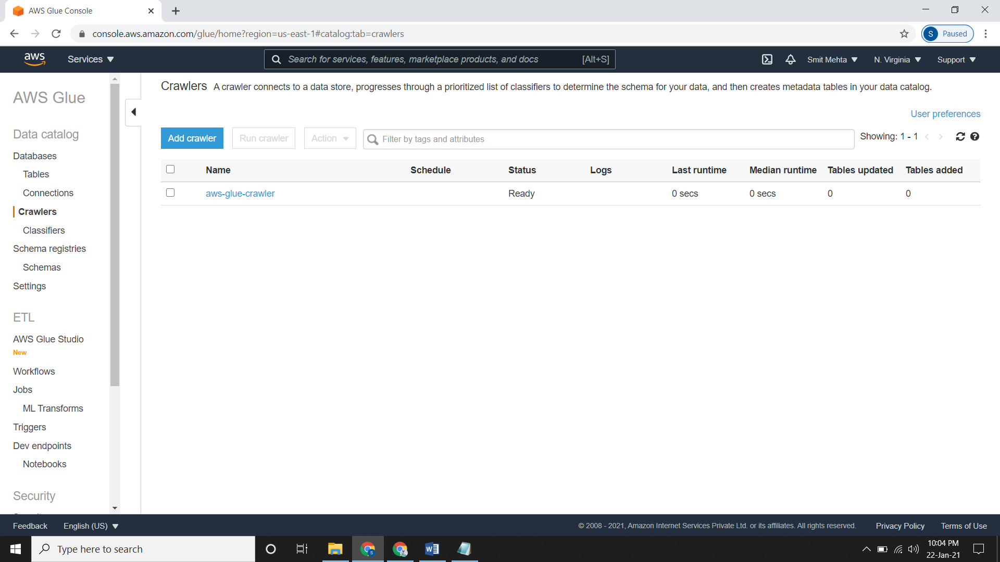 AWS Glue Console
console.aws.amazon.com/glue/home?region=us-east-1#catalog:tab=crawlers
S Paused
aws Services Search for services, features, marketplace products, and docs [Alt+S] Smit Mehta N. Virginia Support
AWS Glue
Data catalog
Databases
Tables
Connections
Crawlers
Classifiers
Schema registries
Schemas
Settings
ETL
AWS Glue Studio
New
Workflows
Jobs
ML Transforms
Triggers
Dev endpoints
Notebooks
Security
Crawlers A crawler connects to a data store, progresses through a prioritized list of classifiers to determine the schema for your data, and then creates metadata tables in your data catalog.
User preferences
Add crawler Run crawler Action Filter by tags and attributes Showing: 1 - 1
Name Schedule Status Logs Last runtime Median runtime Tables updated Tables added
aws-glue-crawler Ready 0 secs 0 secs 0 0
Feedback English (US) © 2008 - 2021, Amazon Internet Services Private Ltd. or its affiliates. All rights reserved. Privacy Policy Terms of Use
Type here to search
10:04 PM
22-Jan-21